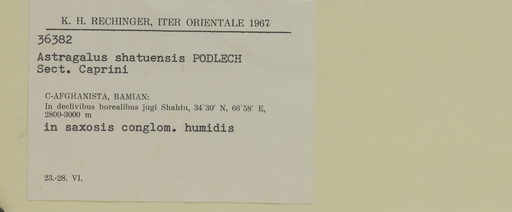 K. H. RECHINGER, ITER ORIENTALE 1967
36382
Astragalus shatuensis PODLECH
Sect. Caprini
C-AFGHANISTA, BAMIAN:
In declivibus borealibus jugi Shahtu, 34°30' N, 66°58' E,
2800-3000 m
in saxosis conglom. humidis
23.-28. VI.